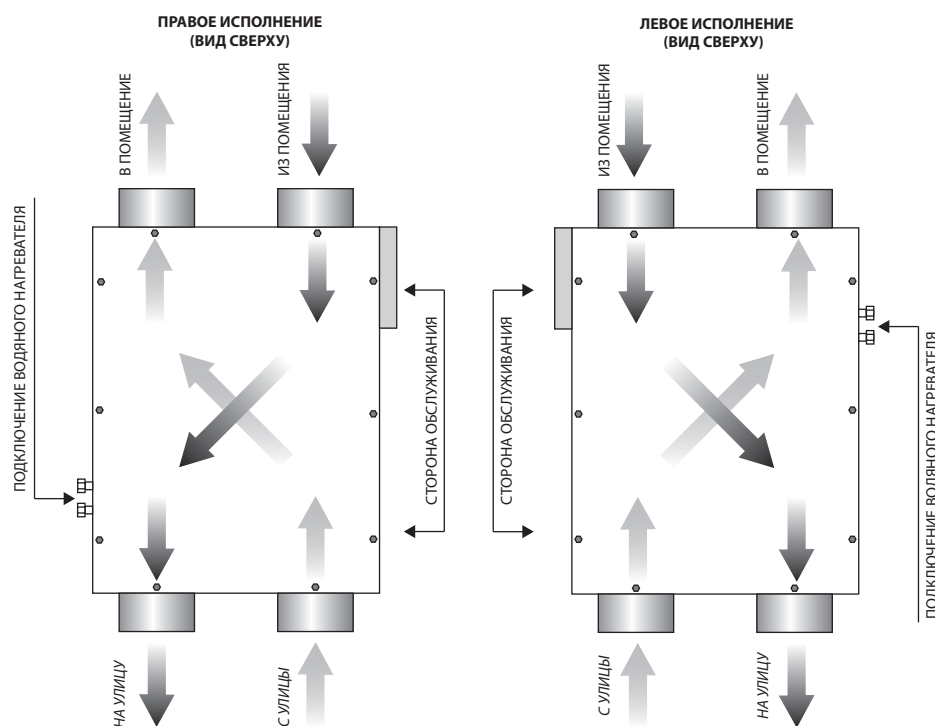 ПРАВОЕ ИСПОЛНЕНИЕ
(ВИД СВЕРХУ)
В ПОМЕЩЕНИЕ
ИЗ ПОМЕЩЕНИЯ
ПОДКЛЮЧЕНИЕ ВОДЯНОГО НАГРЕВАТЕЛЯ
СТОРОНА ОБСЛУЖИВАНИЯ
НА УЛИЦУ
С УЛИЦЫ
ЛЕВОЕ ИСПОЛНЕНИЕ
(ВИД СВЕРХУ)
ИЗ ПОМЕЩЕНИЯ
В ПОМЕЩЕНИЕ
СТОРОНА ОБСЛУЖИВАНИЯ
ПОДКЛЮЧЕНИЕ ВОДЯНОГО НАГРЕВАТЕЛЯ
С УЛИЦЫ
НА УЛИЦУ